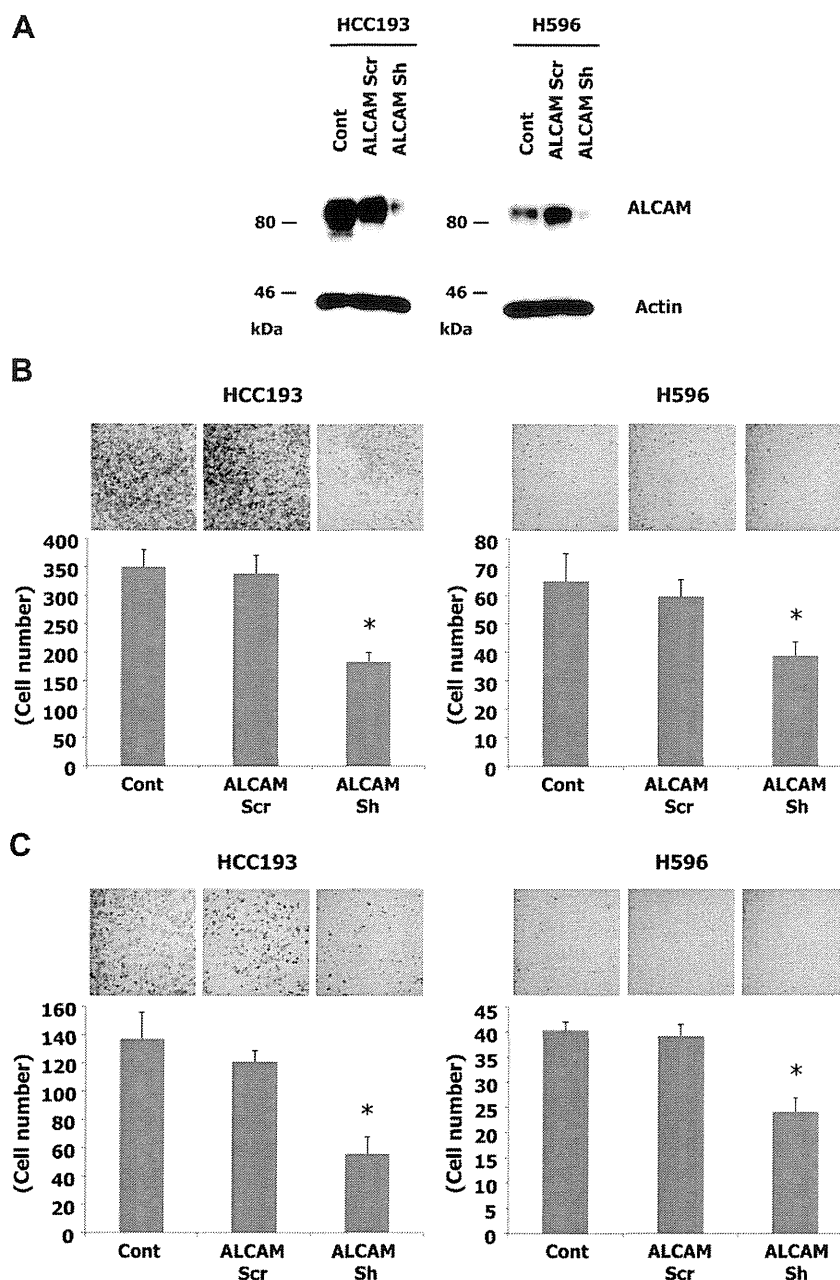 A
HCC193 H596
Cont ALCAM Scr ALCAM Sh Cont ALCAM Scr ALCAM Sh
80 — 80 — ALCAM
46 — 46 — Actin
kDa kDa
B
HCC193
400
350
300
250
200
150
100
50
0
(Cell number)
*
Cont ALCAM ALCAM
Scr Sh
H596
80
70
60
50
40
30
20
10
0
(Cell number)
*
Cont ALCAM ALCAM
Scr Sh
C
HCC193
160
140
120
100
80
60
40
20
0
(Cell number)
*
Cont ALCAM ALCAM
Scr Sh
H596
45
40
35
30
25
20
15
10
5
0
(Cell number)
*
Cont ALCAM ALCAM
Scr Sh